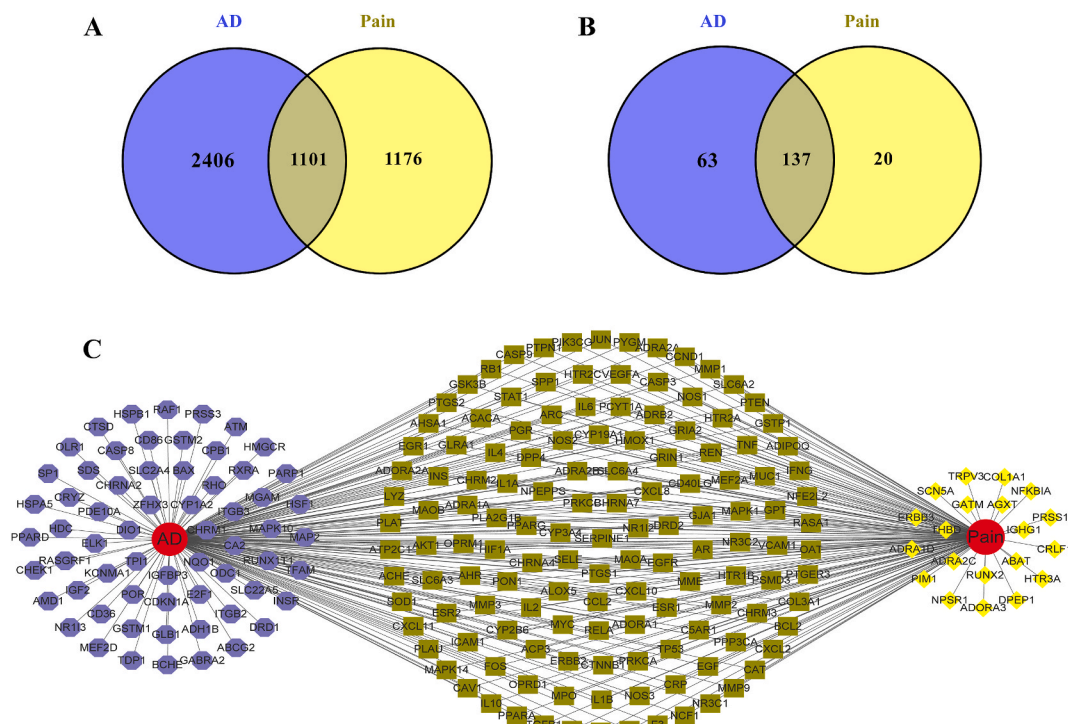 A
AD
Pain
2406
1101
1176
B
AD
Pain
63
137
20
C
HSPB1
RAF1
PRSS3
ATM
CTSD
CD86
GSTM2
CPB1
HMGCR
OLR1
CASP8
SLC2A4
BAX
RXRA
PARP1
SP1
SDS
CHRNA2
RHO
MGAM
HSF1
HSPA5
CRYZ
PDE10A
ZFHX3
CYP1A2
ITGB3
MAPK10
PPARD
HDC
ELK1
DIO1
AD
CHRM1
MAP2
CHEK1
RASGRF1
KCNMA1
TPI1
NQO1
CA2
RUNX1T1
TFAM
AMD1
IGF2
POR
IGFBP3
ODC1
SLC22A5
INSR
NR1I3
CD36
CDKN1A
E2F1
ITGB2
DRD1
MEF2D
GSTM1
GLB1
ADH1B
ABCG2
TDP1
BCHE
GABRA2
JUN
PIK3CG
PYGM
PTPN1
ADRA2A
CASP9
CCND1
RB1
MMP1
GSK3B
SPP1
HTR2C
VEGFA
CASP3
SLC6A2
PTGS2
STAT1
NOS1
PTEN
AHSA1
ACACA
ARC
IL6
PCYT1A
ADRB2
HTR2A
GSTP1
EGR1
GLRA1
PGR
NOS2
CYP19A1
HMOX1
GRIA2
TNF
ADIPOQ
ADORA2A
INS
IL4
DPP4
ADRA2B
SLC6A4
GRIN1
REN
MUC1
IFNG
LYZ
CHRM2
IL1A
NPEPPS
CXCL8
CD40LG
MEF2A
NFE2L2
PLAT
MAOB
ADRA1A
PLA2G1B
PRKCB
CHRNA7
GJA1
MAPK1
GPT
RASA1
PPARG
CYP3A4
NR1I2
DRD2
ATP2C1
AKT1
OPRM1
HIF1A
SERPINE1
AR
NR3C2
VCAM1
OAT
ACHE
SLC6A3
AHR
CHRNA4
SELE
PTGS1
MAOA
EGFR
MME
HTR1B
PSMD3
PTGER3
SOD1
ESR2
MMP3
PON1
IL2
ALOX5
CCL2
CXCL10
ESR1
MMP2
CHRM3
COL3A1
CXCL11
ICAM1
CYP2B6
MYC
RELA
ADORA1
C5AR1
PPP3CA
BCL2
PLAU
FOS
ACP3
ERBB2
CTNNB1
PRKCA
TP53
EGF
CXCL2
MAPK14
OPRD1
CRP
CAT
CAV1
MPO
IL1B
NOS3
NR3C1
MMP9
IL10
NCF1
PPARA
TRPV3
COL1A1
SCN5A
NFKBIA
GATM
AGXT
ERBB3
PRSS1
THBD
IGHG1
Pain
ADRA1D
CRLF1
ADRA2C
ABAT
PIM1
RUNX2
HTR3A
NPSR1
DPEP1
ADORA3